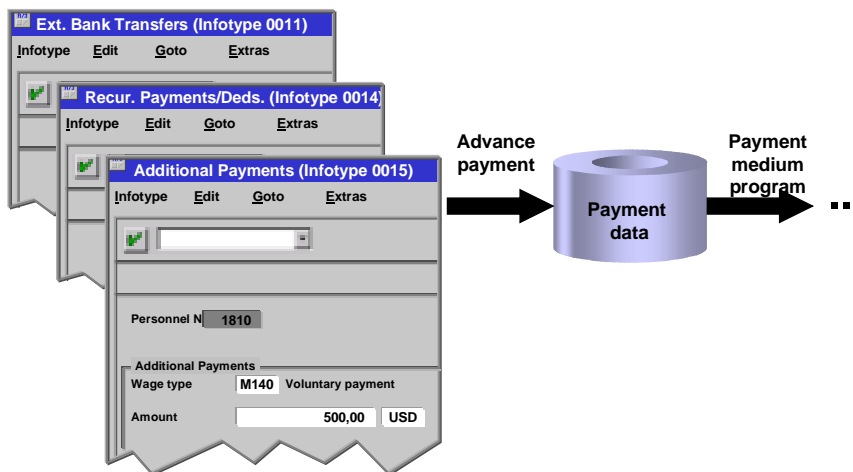 Ext. Bank Transfers (Infotype 0011)
Infotype Edit Goto Extras
Recur. Payments/Deds. (Infotype 0014)
Infotype Edit Goto Extras
Additional Payments (Infotype 0015)
Infotype Edit Goto Extras
Personnel N 1810
Additional Payments
Wage type M140 Voluntary payment
Amount 500,00 USD
Advance
payment
Payment
data
Payment
medium
program